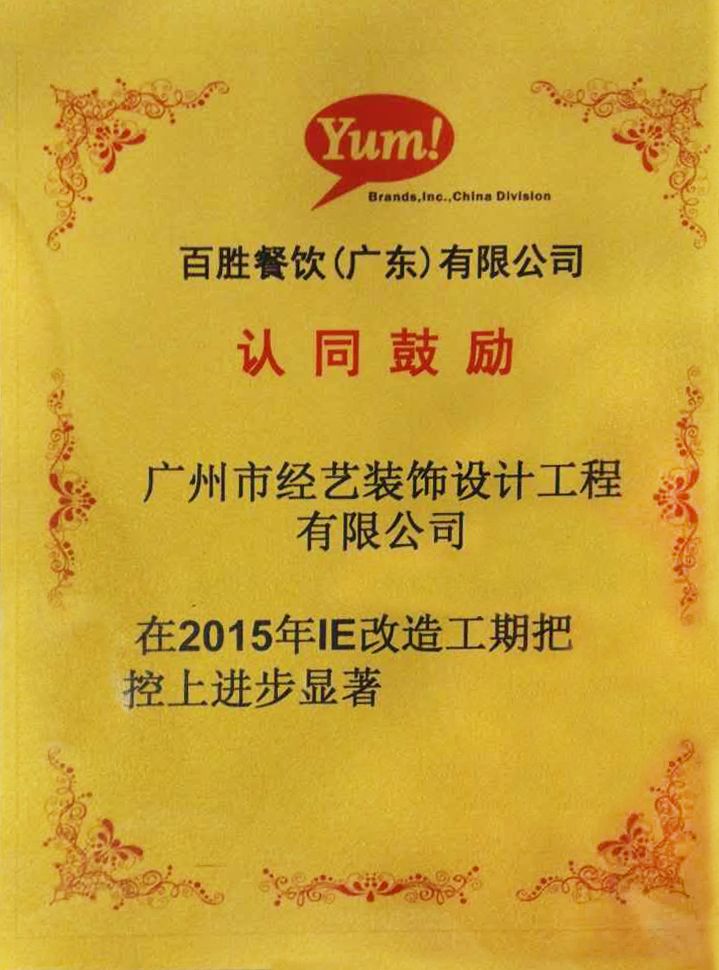 Yum!
Brands,Inc.,China Division
百胜餐饮(广东)有限公司
认同鼓励
广州市经艺装饰设计工程
有限公司
在2015年IE改造工期把
控上进步显著